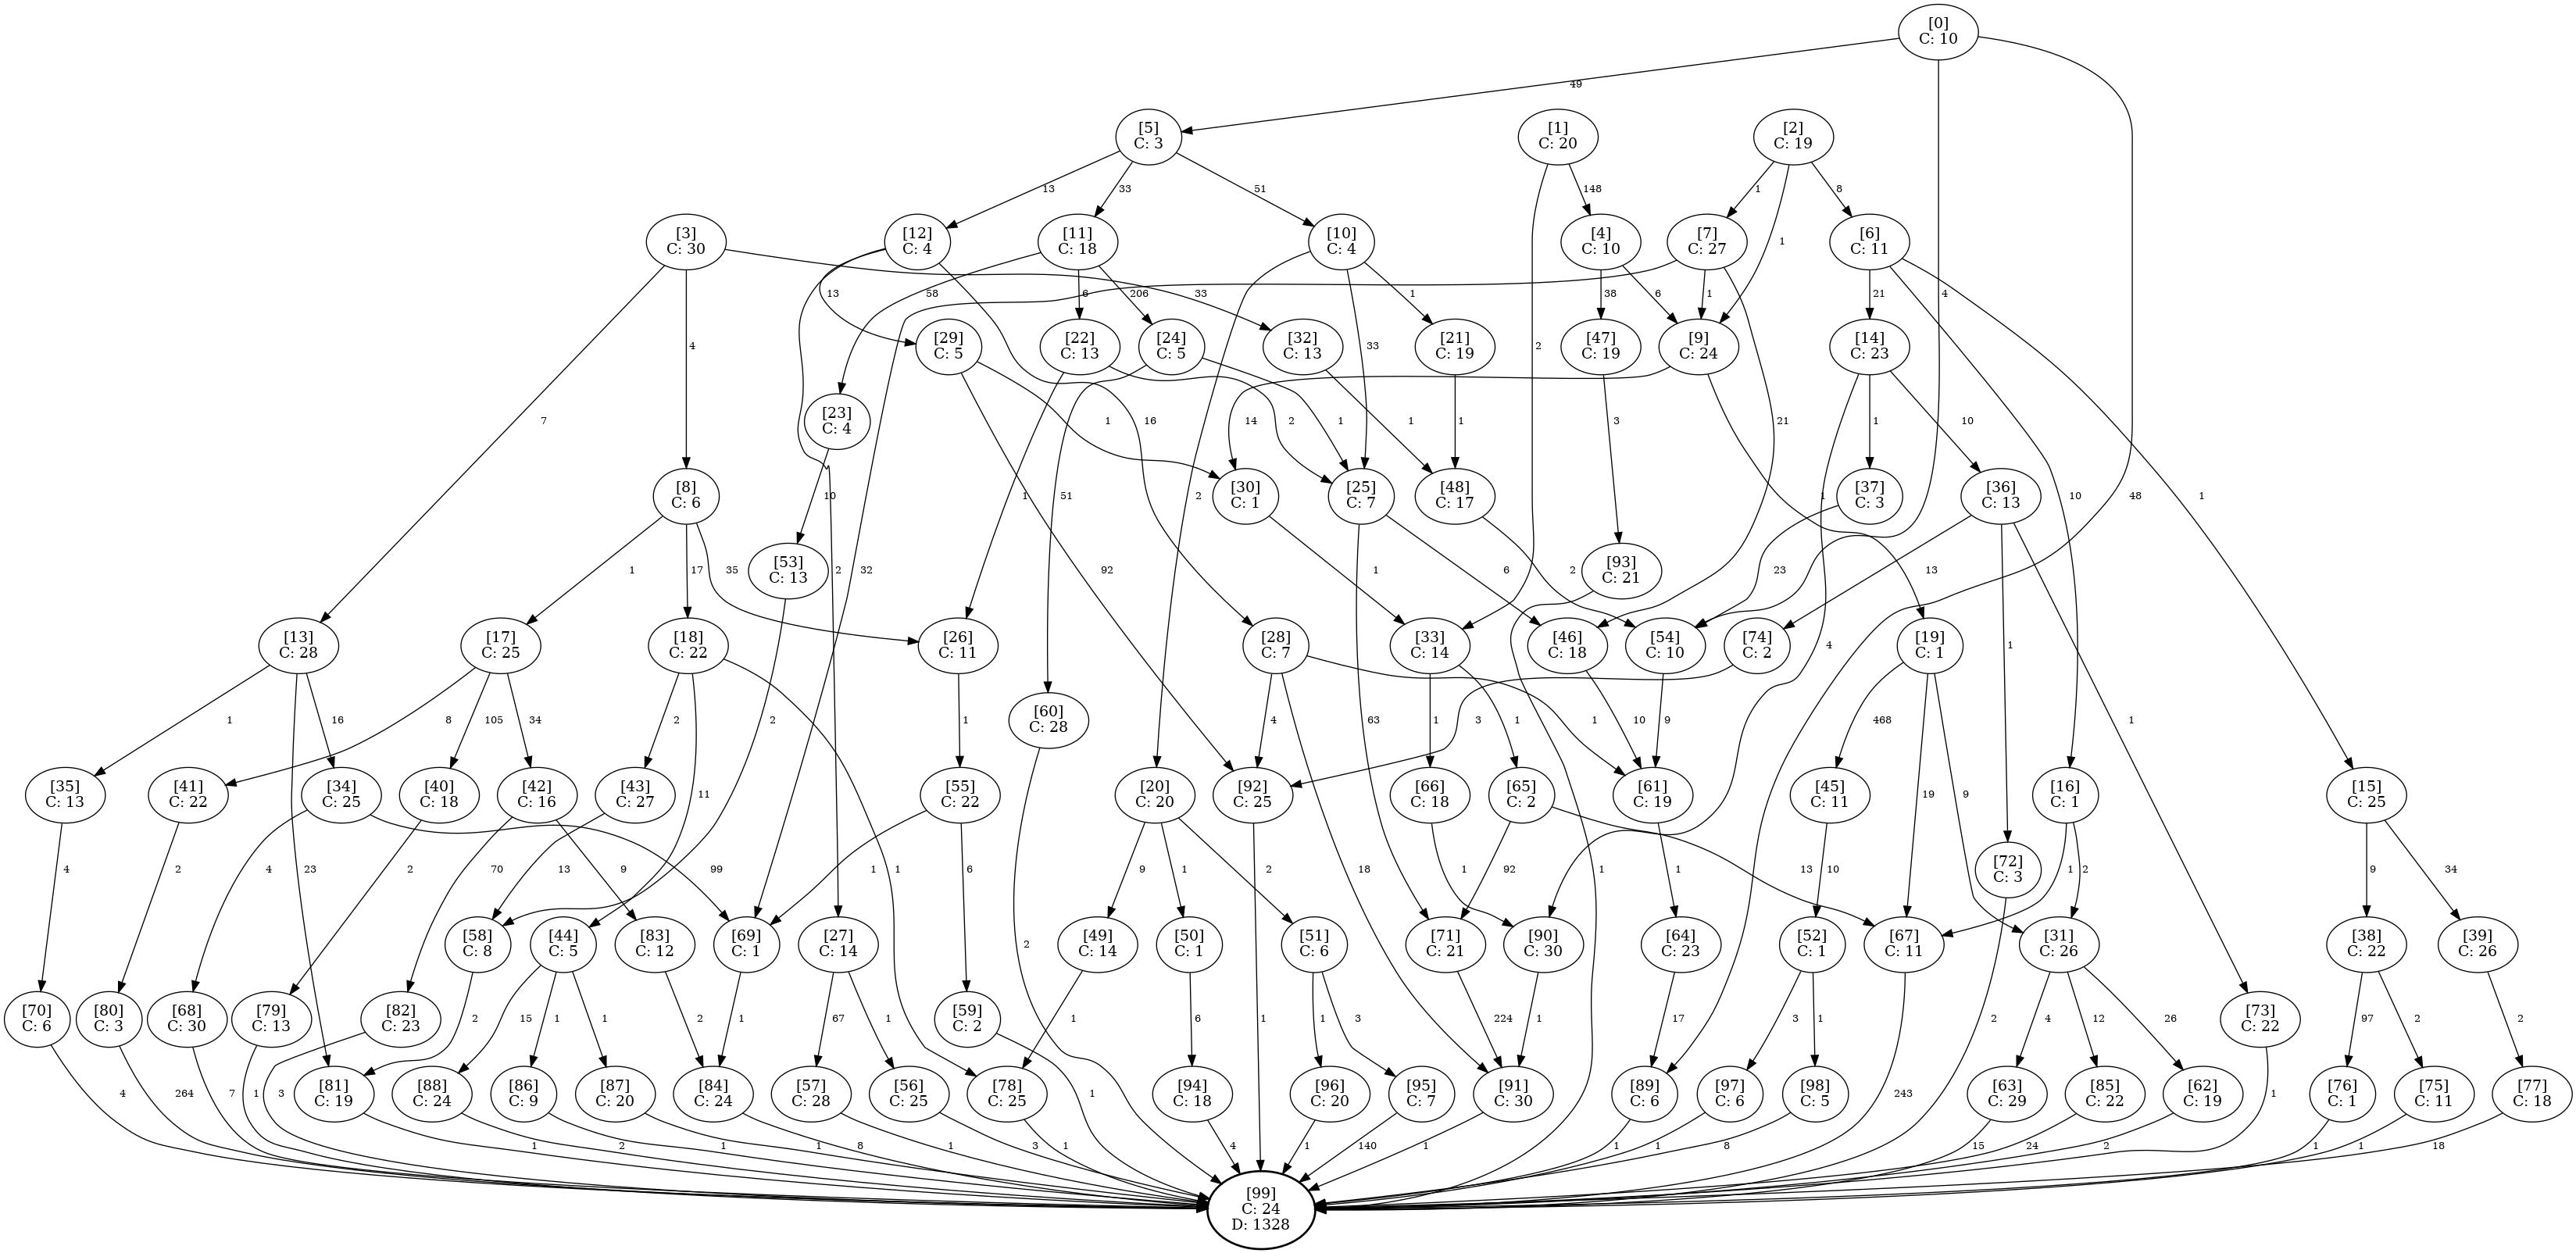 [0]
C: 10
49
[5]
C: 3
[1]
C: 20
[2]
C: 19
13
33
51
148
1
8
[3]
C: 30
[12]
C: 4
[11]
C: 18
[10]
C: 4
[4]
C: 10
[7]
C: 27
1
[6]
C: 11
4
13
58
6
206
33
1
38
6
1
21
[29]
C: 5
[22]
C: 13
[24]
C: 5
[32]
C: 13
[21]
C: 19
2
[47]
C: 19
[9]
C: 24
[14]
C: 23
4
33
7
[23]
C: 4
1
16
2
1
14
1
1
3
21
1
10
10
51
1
2
1
48
1
[8]
C: 6
[30]
C: 1
[25]
C: 7
[48]
C: 17
[37]
C: 3
[36]
C: 13
1
17
35
[53]
C: 13
2
32
92
1
6
2
[93]
C: 21
23
13
[13]
C: 28
[17]
C: 25
[18]
C: 22
[26]
C: 11
[28]
C: 7
[33]
C: 14
[46]
C: 18
[54]
C: 10
[74]
C: 2
4
[19]
C: 1
1
1
16
8
105
34
2
2
1
[60]
C: 28
4
63
1
1
1
10
9
3
468
1
[35]
C: 13
[41]
C: 22
[34]
C: 25
[40]
C: 18
[42]
C: 16
[43]
C: 27
11
[55]
C: 22
[20]
C: 20
[92]
C: 25
[66]
C: 18
[65]
C: 2
[61]
C: 19
[45]
C: 11
19
9
[16]
C: 1
[15]
C: 25
4
2
4
23
99
2
70
9
13
1
1
6
9
1
2
18
1
92
1
13
1
10
1
2
[72]
C: 3
9
34
[58]
C: 8
[44]
C: 5
[83]
C: 12
[69]
C: 1
[27]
C: 14
2
[49]
C: 14
[50]
C: 1
[51]
C: 6
[71]
C: 21
[90]
C: 30
[64]
C: 23
[52]
C: 1
[67]
C: 11
[31]
C: 26
[38]
C: 22
[39]
C: 26
[70]
C: 6
[80]
C: 3
[68]
C: 30
[79]
C: 13
[82]
C: 23
2
15
1
1
2
1
67
1
[59]
C: 2
1
6
1
1
3
224
1
17
3
1
2
4
12
26
[73]
C: 22
97
2
2
4
264
7
1
3
[81]
C: 19
[88]
C: 24
[86]
C: 9
[87]
C: 20
[84]
C: 24
[57]
C: 28
[56]
C: 25
[78]
C: 25
1
[94]
C: 18
[96]
C: 20
[95]
C: 7
[91]
C: 30
[89]
C: 6
[97]
C: 6
[98]
C: 5
243
[63]
C: 29
[85]
C: 22
[62]
C: 19
1
[76]
C: 1
[75]
C: 11
[77]
C: 18
1
2
1
1
8
1
3
1
4
1
140
1
1
1
8
15
24
2
1
1
18
[99]
C: 24
D: 1328